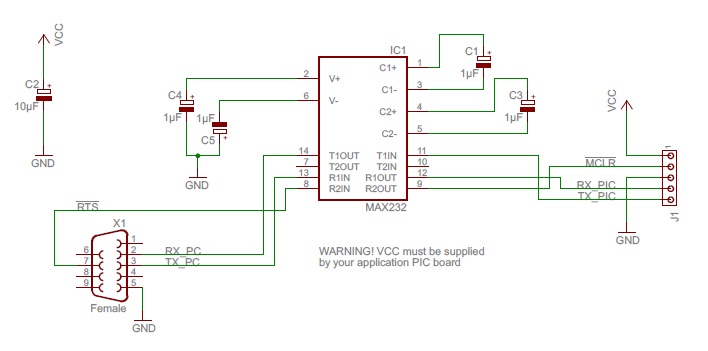 VCC
C2
+
10µF
GND
C4
+
1µF
1µF
C5
+
GND
IC1
2 V+
6 V-
14 T1OUT
7 T2OUT
13 R1IN
8 R2IN
C1+ 1
C1- 3
C2+ 4
C2- 5
T1IN 11
T2IN 10
R1OUT 12
R2OUT 9
MAX232
C1
+
1µF
C3
+
1µF
VCC
MCLR
RX_PIC
TX_PIC
1
J1
GND
RTS
X1
1
6
2 RX_PC
7
3 TX_PC
8
4
9
5
Female
GND
WARNING! VCC must be supplied
by your application PIC board